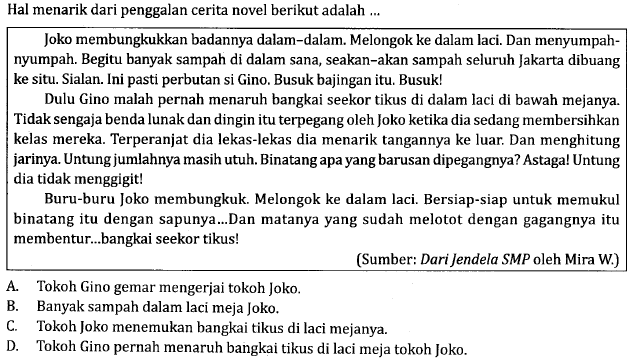 Hal menarik dari penggalan cerita novel berikut adalah ...
Joko membungkukkan badannya dalam–dalam. Melongok ke dalam laci. Dan menyumpah-
nyumpah. Begitu banyak sampah di dalam sana, seakan–akan sampah seluruh Jakarta dibuang
ke situ. Sialan. Ini pasti perbutan si Gino. Busuk bajingan itu. Busuk!
Dulu Gino malah pernah menaruh bangkai seekor tikus di dalam laci di bawah mejanya.
Tidak sengaja benda lunak dan dingin itu terpegang oleh Joko ketika dia sedang membersihkan
kelas mereka. Terperanjat dia lekas-lekas dia menarik tangannya ke luar. Dan menghitung
jarinya. Untung jumlahnya masih utuh. Binatang apa yang barusan dipegangnya? Astaga! Untung
dia tidak menggigit!
Buru-buru Joko membungkuk. Melongok ke dalam laci. Bersiap-siap untuk memukul
binatang itu dengan sapunya...Dan matanya yang sudah melotot dengan gagangnya itu
membentur...bangkai seekor tikus!
(Sumber: Dari Jendela SMP oleh Mira W.)
A. Tokoh Gino gemar mengerjai tokoh Joko.
B. Banyak sampah dalam laci meja Joko.
C. Tokoh Joko menemukan bangkai tikus di laci mejanya.
D. Tokoh Gino pernah menaruh bangkai tikus di laci meja tokoh Joko.